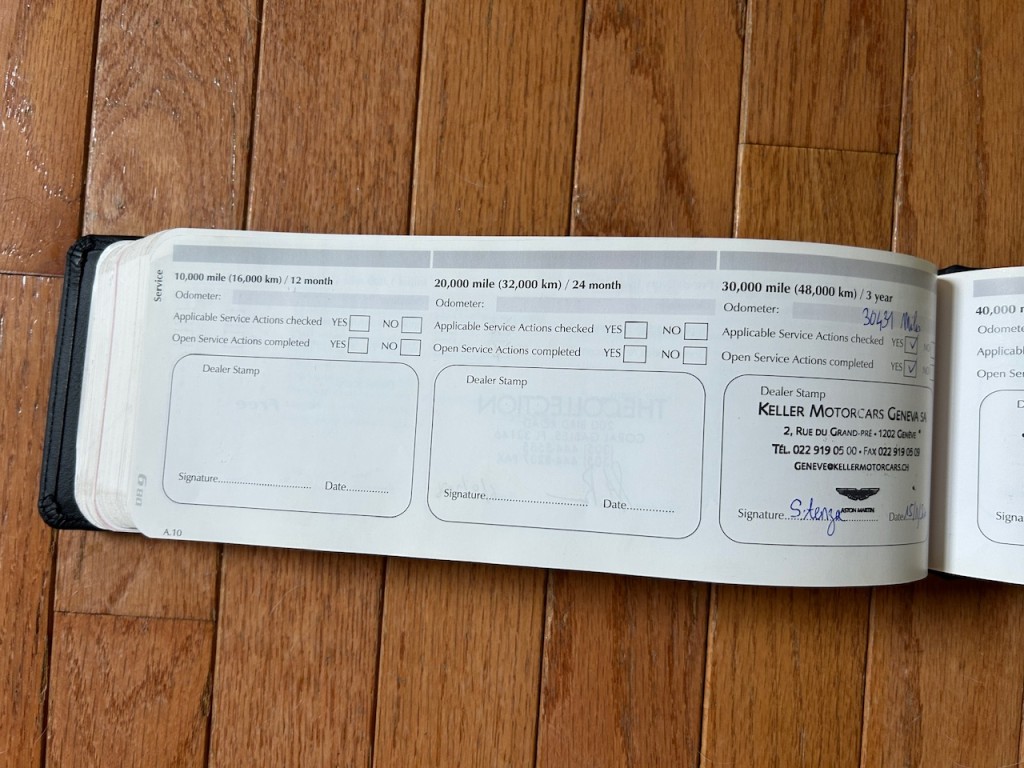 Service
10,000 mile (16,000 km) / 12 month
Odometer:
Applicable Service Actions checked YES NO
Open Service Actions completed YES NO
Dealer Stamp
Signature Date
A.10
20,000 mile (32,000 km) / 24 month
Odometer:
Applicable Service Actions checked YES NO
Open Service Actions completed YES NO
Dealer Stamp
THECOLLECTION
Signature Date
30,000 mile (48,000 km) / 3 year
Odometer: 30431 Miles
Applicable Service Actions checked YES
Open Service Actions completed YES
Dealer Stamp
KELLER MOTORCARS GENEVA SA
2, RUE DU GRAND-PRÉ • 1202 GENÈVE
TÉL. 022 919 05 00 • FAX 022 919 05 09
GENEVE@KELLERMOTORCARS.CH
ASTON MARTIN
Signature Date
40,000
Odomete
Applicabl
Open Ser
D
Signa